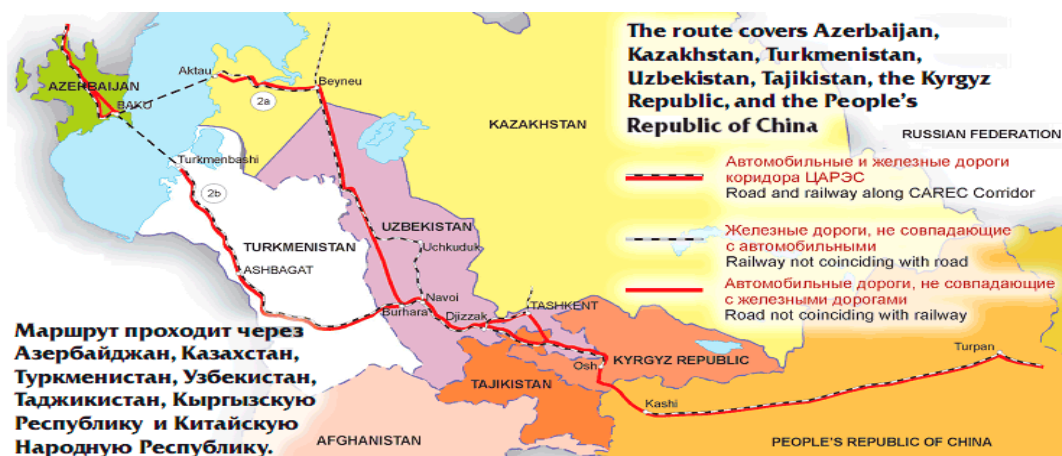 The route covers Azerbaijan,
Kazakhstan, Turkmenistan,
Uzbekistan, Tajikistan, the Kyrgyz
Republic, and the People's
Republic of China
RUSSIAN FEDERATION
Автомобильные и железные дороги
коридора ЦАРЭС
Road and railway along CAREC Corridor
Железные дороги, не совпадающие
с автомобильными
Railway not coinciding with road
Автомобильные дороги, не совпадающие
с железными дорогами
Road not coinciding with railway
Aktau
Beyneu
AZERBAIJAN
BAKU
2a
KAZAKHSTAN
Turkmenbashi
2b
UZBEKISTAN
TURKMENISTAN
Uchkuduk
ASHBAGAT
Navoi
TASHKENT
Burhara
Djizzak
Osh
KYRGYZ REPUBLIC
Turpan
TAJIKISTAN
Kashi
AFGHANISTAN
PEOPLE'S REPUBLIC OF CHINA
Маршрут проходит через
Азербайджан, Казахстан,
Туркменистан, Узбекистан,
Таджикистан, Кыргызскую
Республику и Китайскую
Народную Республику.